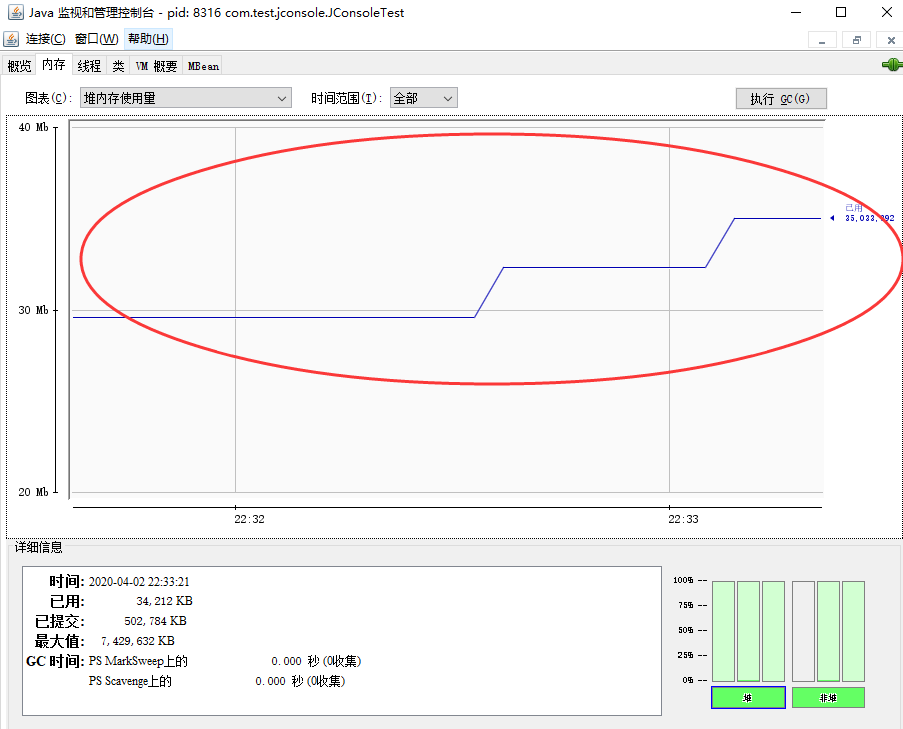 Java 监视和管理控制台 - pid: 8316 com.test.jconsole.JConsoleTest
连接(C) 窗口(W) 帮助(H)
概览 内存 线程 类 VM 概要 MBean
图表(C): 堆内存使用量 时间范围(I): 全部 执行 GC(G)
40 Mb
已用
35,033,392
30 Mb
20 Mb
22:32 22:33
详细信息
时间: 2020-04-02 22:33:21
已用: 34,212 KB
已提交: 502,784 KB
最大值: 7,429,632 KB
GC 时间: PS MarkSweep上的 0.000 秒 (0收集)
PS Scavenge上的 0.000 秒 (0收集)
100% --
75% --
50% --
25% --
0% --
堆 非堆